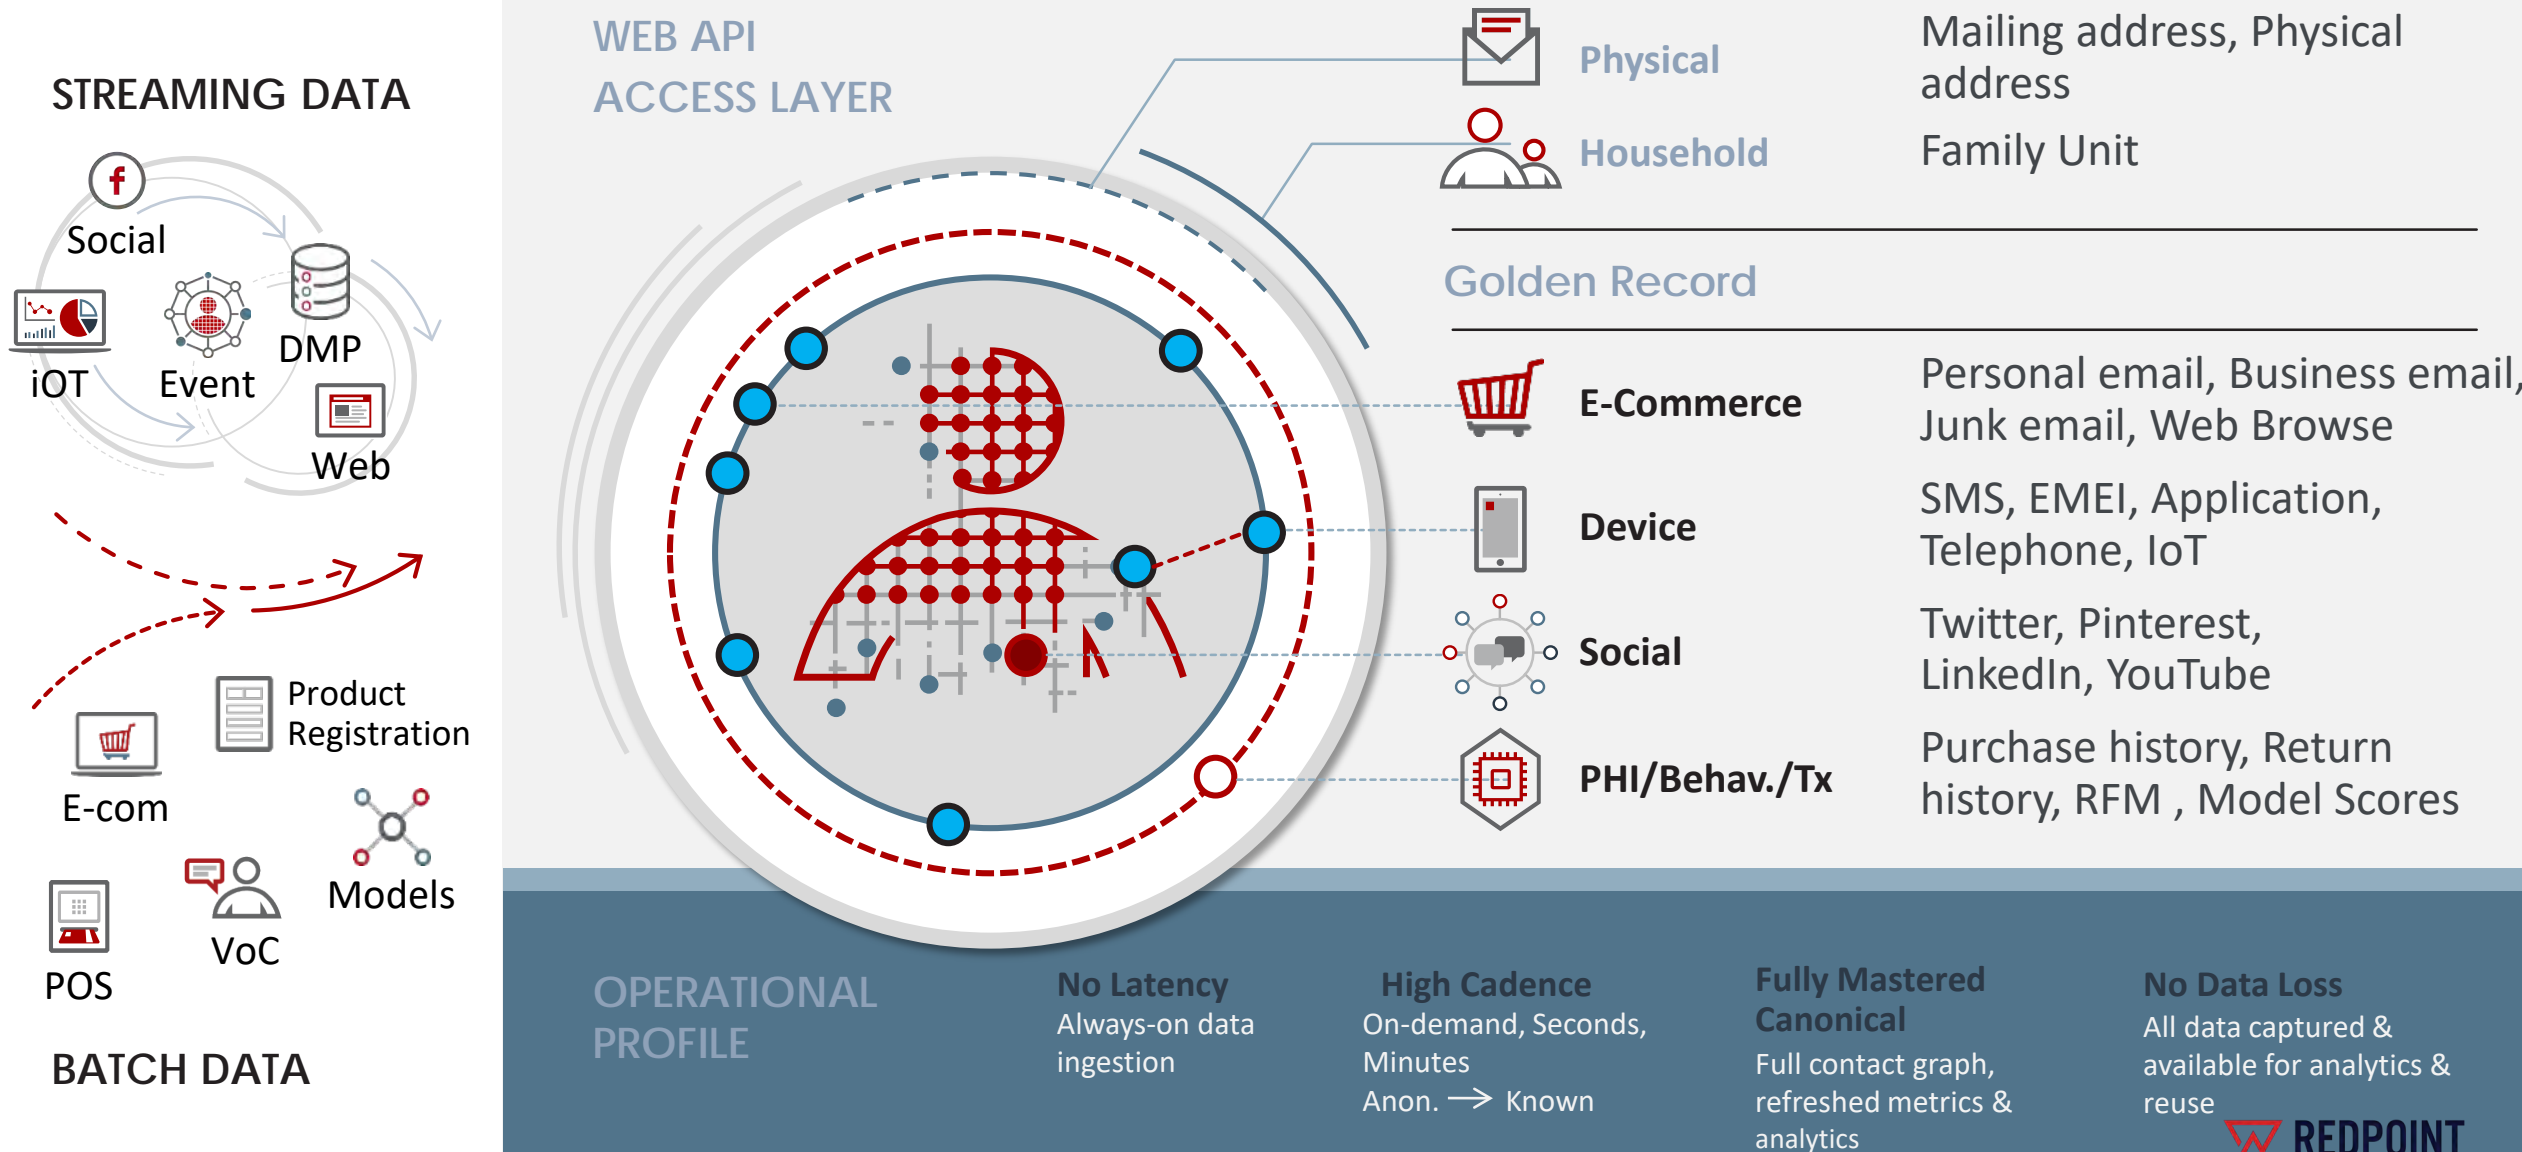 STREAMING DATA
f
Social
iOT
Event
DMP
Web
Product
Registration
E-com
Models
VoC
POS
BATCH DATA
WEB API
ACCESS LAYER
Physical
Mailing address, Physical
address
Household
Family Unit
Golden Record
E-Commerce
Personal email, Business email,
Junk email, Web Browse
Device
SMS, EMEI, Application,
Telephone, IoT
Social
Twitter, Pinterest,
LinkedIn, YouTube
PHI/Behav./Tx
Purchase history, Return
history, RFM , Model Scores
OPERATIONAL
PROFILE
No Latency
Always-on data
ingestion
High Cadence
On-demand, Seconds,
Minutes
Anon. → Known
Fully Mastered
Canonical
Full contact graph,
refreshed metrics &
analytics
No Data Loss
All data captured &
available for analytics &
reuse
REDPOINT